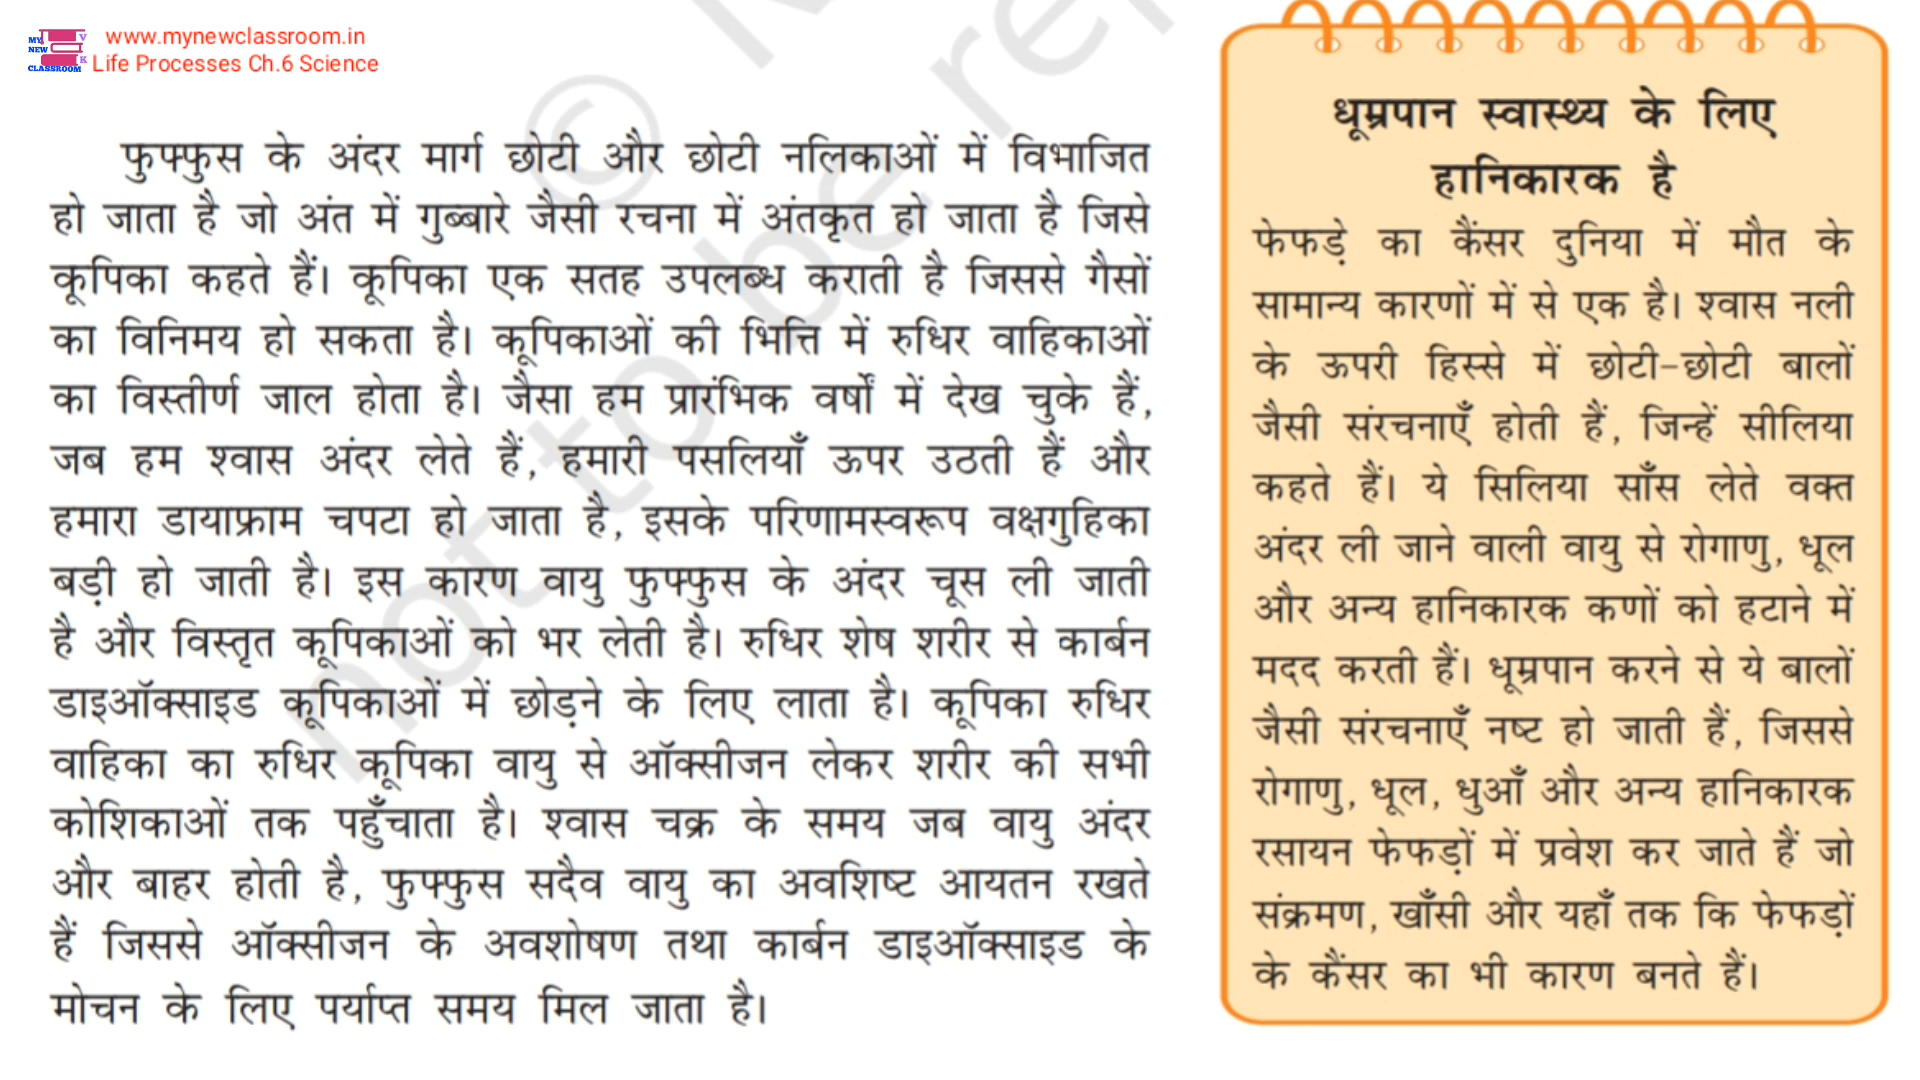 MY NEW CLASSROOM
V K
www.mynewclassroom.in
Life Processes Ch.6 Science
फुफ्फुस के अंदर मार्ग छोटी और छोटी नलिकाओं में विभाजित
हो जाता है जो अंत में गुब्बारे जैसी रचना में अंतकृत हो जाता है जिसे
कूपिका कहते हैं। कूपिका एक सतह उपलब्ध कराती है जिससे गैसों
का विनिमय हो सकता है। कूपिकाओं की भित्ति में रुधिर वाहिकाओं
का विस्तीर्ण जाल होता है। जैसा हम प्रारंभिक वर्षों में देख चुके हैं,
जब हम श्वास अंदर लेते हैं, हमारी पसलियाँ ऊपर उठती हैं और
हमारा डायाफ्राम चपटा हो जाता है, इसके परिणामस्वरूप वक्षगुहिका
बड़ी हो जाती है। इस कारण वायु फुफ्फुस के अंदर चूस ली जाती
है और विस्तृत कूपिकाओं को भर लेती है। रुधिर शेष शरीर से कार्बन
डाइऑक्साइड कूपिकाओं में छोड़ने के लिए लाता है। कूपिका रुधिर
वाहिका का रुधिर कूपिका वायु से ऑक्सीजन लेकर शरीर की सभी
कोशिकाओं तक पहुँचाता है। श्वास चक्र के समय जब वायु अंदर
और बाहर होती है, फुफ्फुस सदैव वायु का अवशिष्ट आयतन रखते
हैं जिससे ऑक्सीजन के अवशोषण तथा कार्बन डाइऑक्साइड के
मोचन के लिए पर्याप्त समय मिल जाता है।
धूम्रपान स्वास्थ्य के लिए
हानिकारक है
फेफड़े का कैंसर दुनिया में मौत के
सामान्य कारणों में से एक है। श्वास नली
के ऊपरी हिस्से में छोटी-छोटी बालों
जैसी संरचनाएँ होती हैं, जिन्हें सीलिया
कहते हैं। ये सिलिया साँस लेते वक्त
अंदर ली जाने वाली वायु से रोगाणु, धूल
और अन्य हानिकारक कणों को हटाने में
मदद करती हैं। धूम्रपान करने से ये बालों
जैसी संरचनाएँ नष्ट हो जाती हैं, जिससे
रोगाणु, धूल, धुआँ और अन्य हानिकारक
रसायन फेफड़ों में प्रवेश कर जाते हैं जो
संक्रमण, खाँसी और यहाँ तक कि फेफड़ों
के कैंसर का भी कारण बनते हैं।
not to be